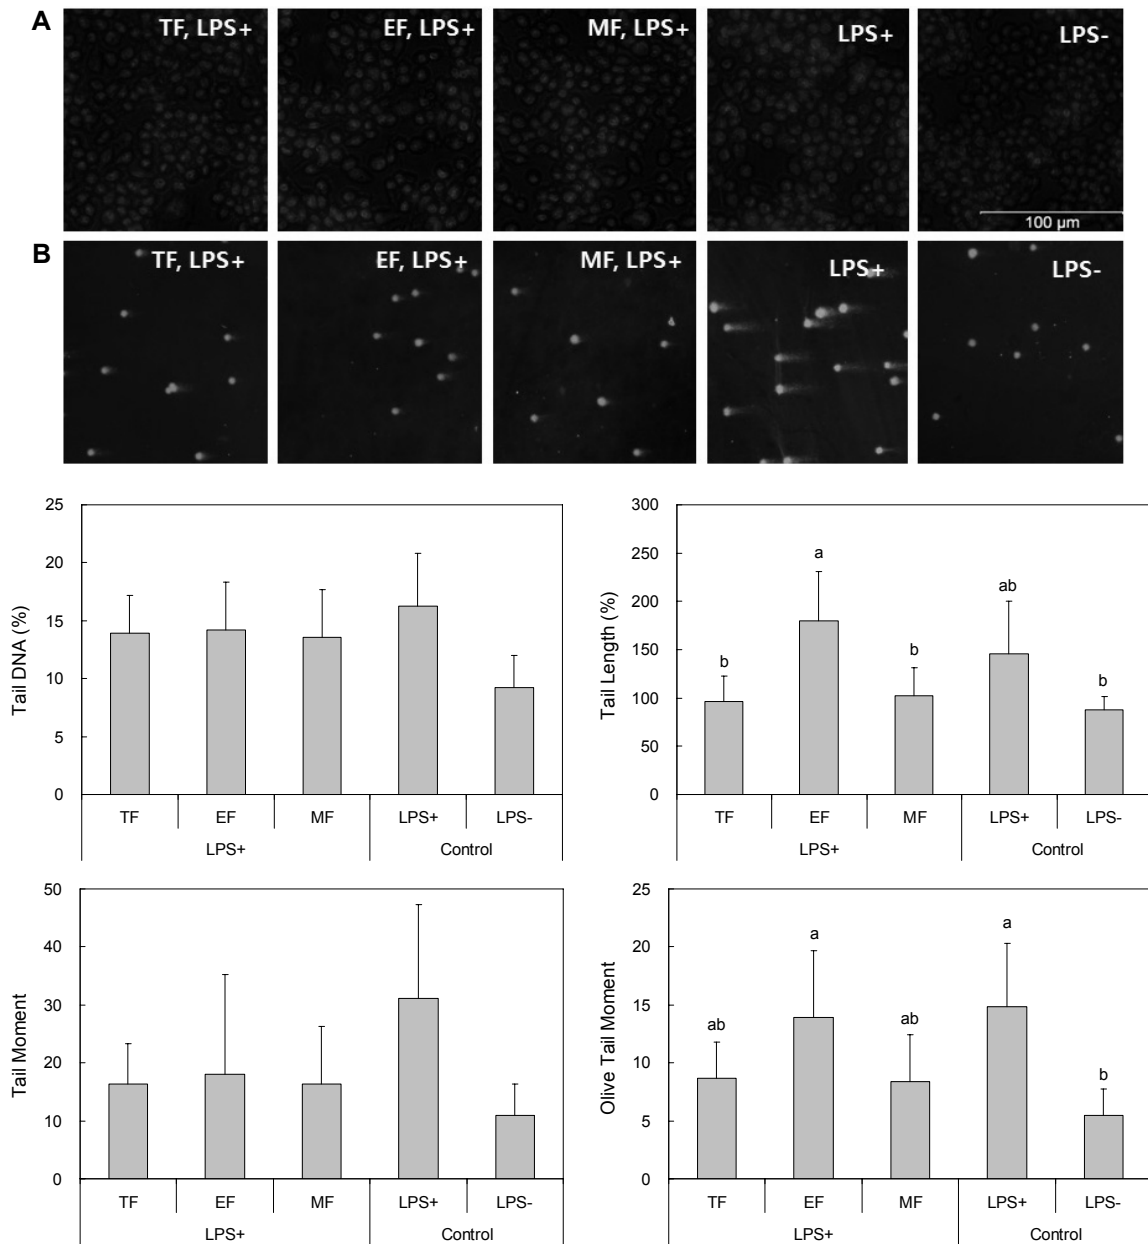 A
TF, LPS+
EF, LPS+
MF, LPS+
LPS+
LPS-
100 µm
B
TF, LPS+
EF, LPS+
MF, LPS+
LPS+
LPS-
Tail DNA (%)
25
20
15
10
5
0
TF EF MF LPS+ LPS-
LPS+ Control
Tail Length (%)
300
250
200
150
100
50
0
a
ab
b
b
b
TF EF MF LPS+ LPS-
LPS+ Control
Tail Moment
50
40
30
20
10
0
TF EF MF LPS+ LPS-
LPS+ Control
Olive Tail Moment
25
20
15
10
5
0
a
a
ab
ab
b
TF EF MF LPS+ LPS-
LPS+ Control